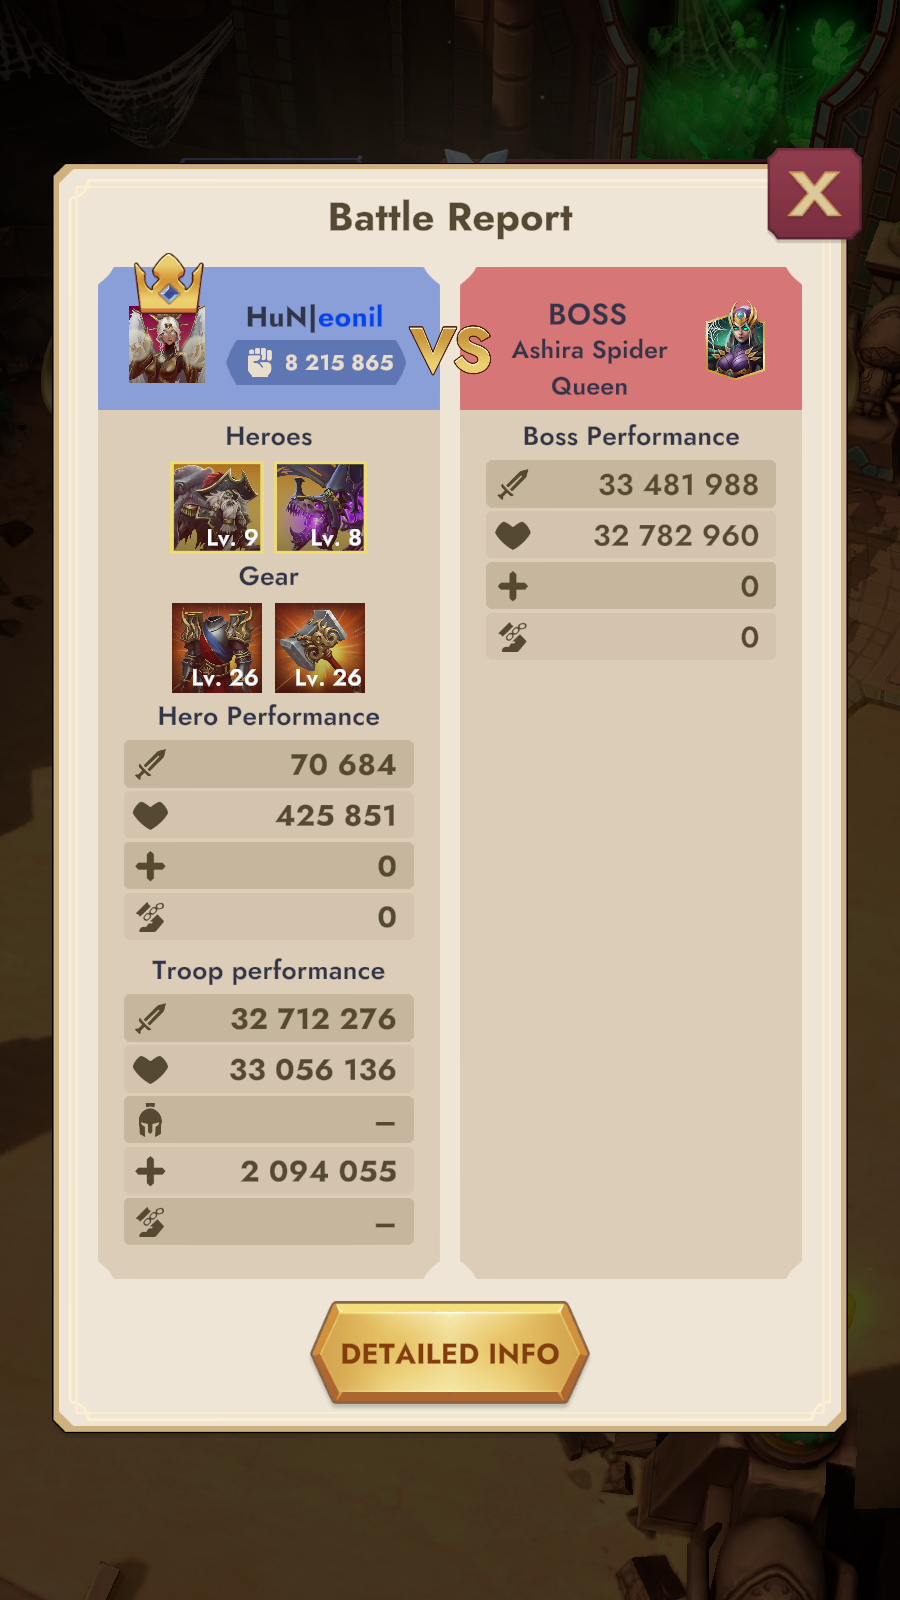 Battle Report
X
HuN|eonil
8 215 865
VS
BOSS
Ashira Spider
Queen
Heroes
Lv. 9
Lv. 8
Gear
Lv. 26
Lv. 26
Hero Performance
70 684
425 851
0
0
Troop performance
32 712 276
33 056 136
–
2 094 055
–
Boss Performance
33 481 988
32 782 960
0
0
DETAILED INFO